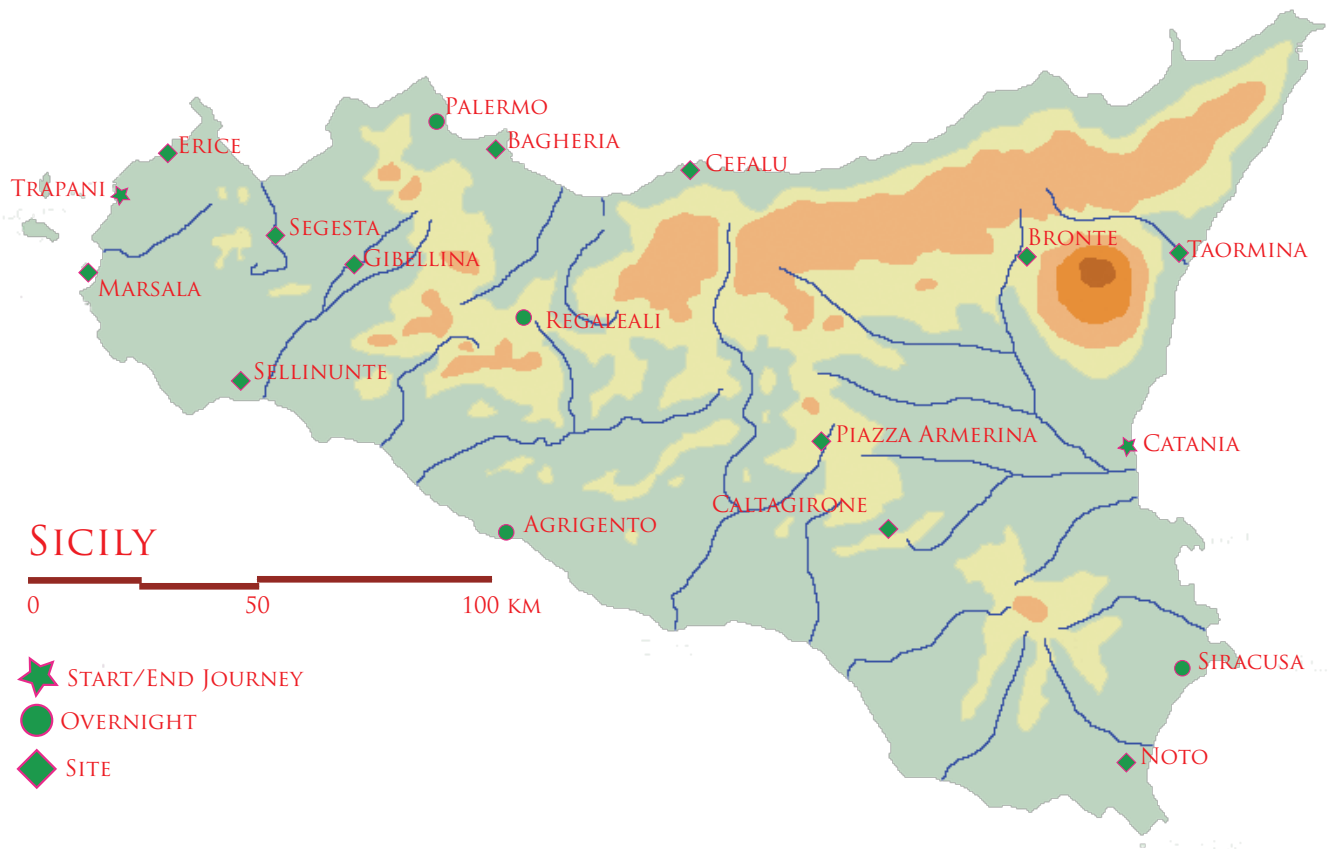 Palermo
Erice
Bagheria
Cefalu
Trapani
Segesta
Bronte
Taormina
Gibellina
Marsala
Regaleali
Sellinunte
Piazza Armerina
Catania
Caltagirone
Agrigento
Sicily
0 50 100 km
Siracusa
Start/End Journey
Overnight
Noto
Site